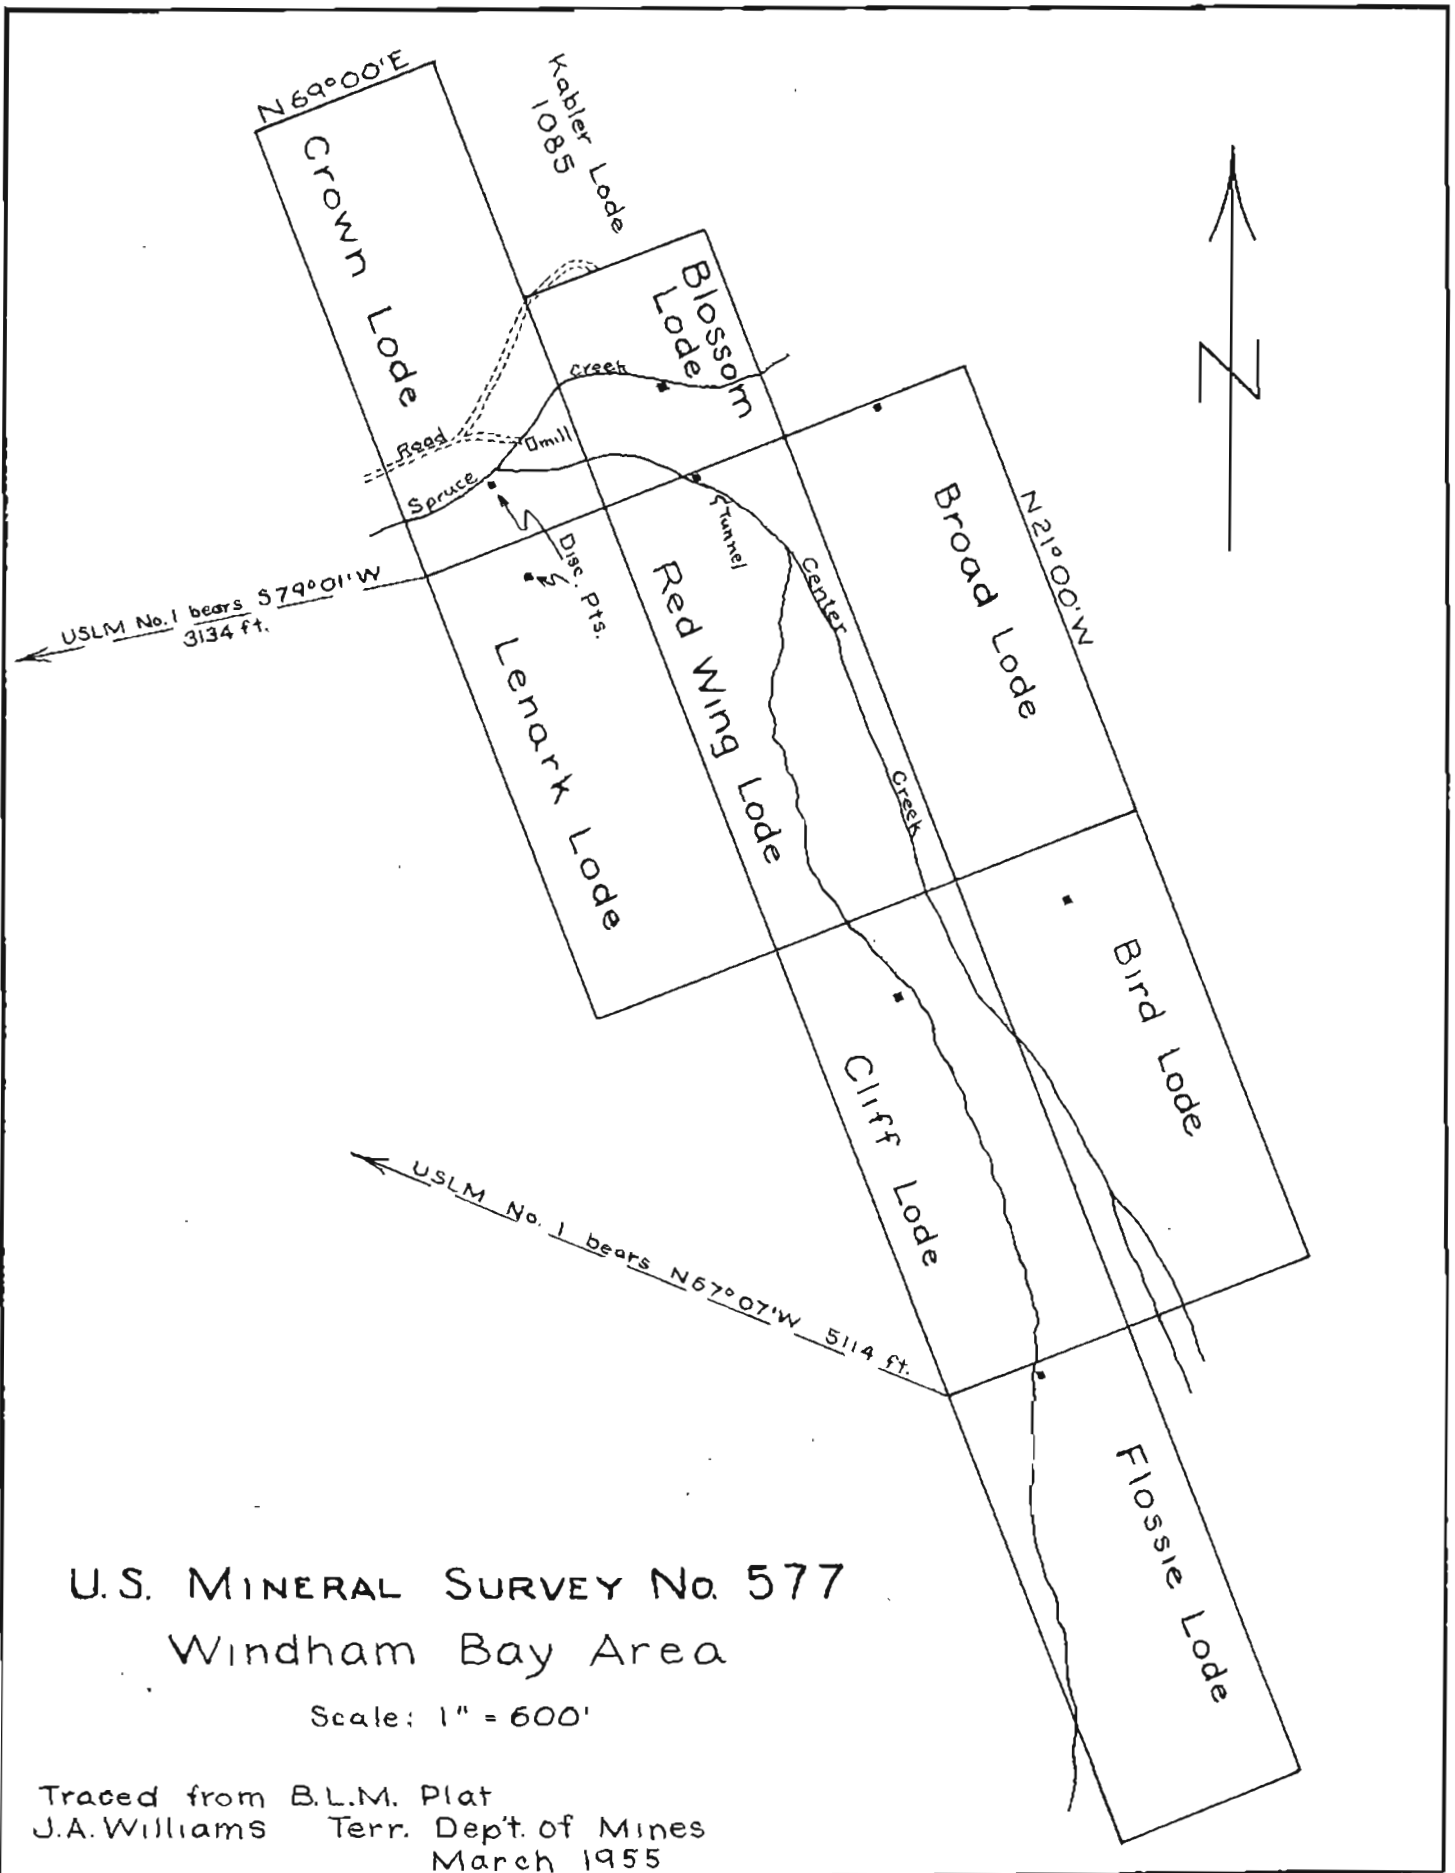 N69°00'E
Kabler Lode
1085
Crown Lode
Blossom
Lode
Creek
Road
mill
Spruce
Tunnel
Disc. Pts.
N
N21°00'W
Broad Lode
Center
Creek
USLM No. 1 bears S79°01'W
3134 ft.
Red Wing Lode
Lenark Lode
Bird Lode
Cliff Lode
USLM No. 1 bears N67°07'W 5114 ft.
Flossie Lode
U.S. MINERAL SURVEY No. 577
Windham Bay Area
Scale: 1" = 600'
Traced from B.L.M. Plat
J.A. Williams Terr. Dep't. of Mines
March 1955